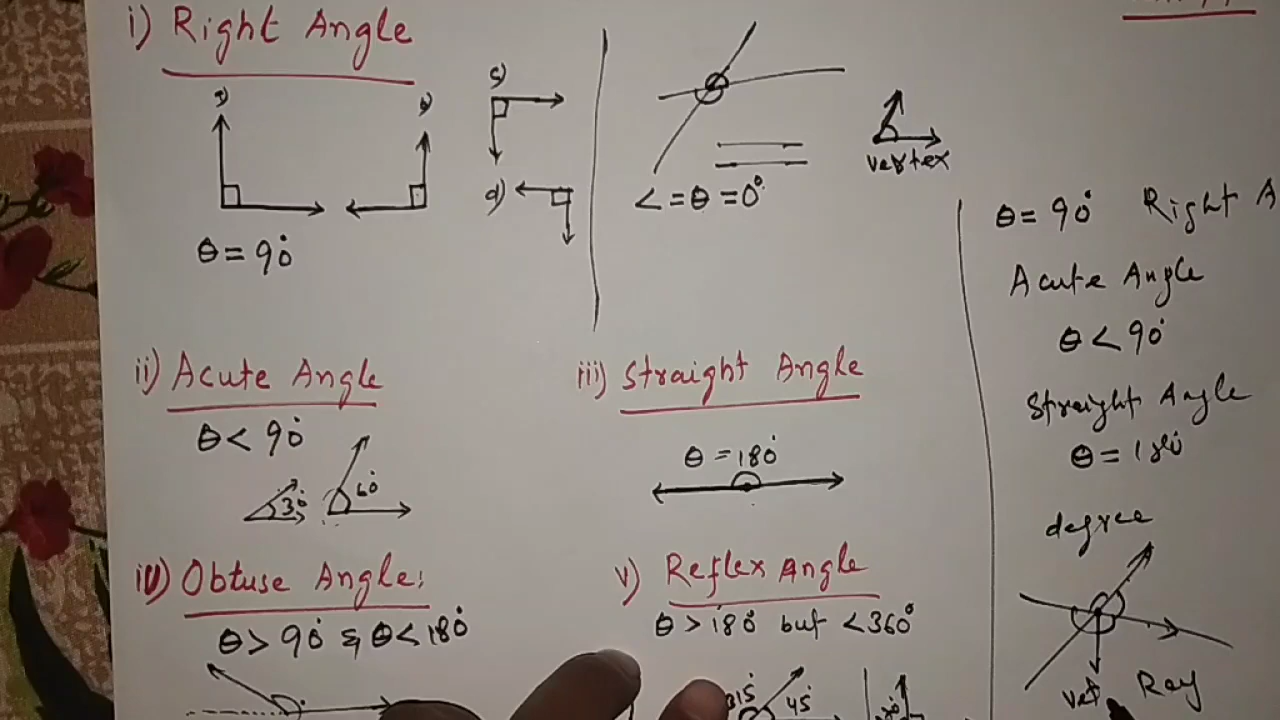 i) Right Angle
a)
b)
c)
d)
θ = 90°
∠ = θ = 0°
vertex
θ = 90° Right A
Acute Angle
θ < 90°
Straight Angle
θ = 180°
degree
Ray
ii) Acute Angle
θ < 90°
30°
60°
iii) Straight Angle
θ = 180°
iv) Obtuse Angle:
θ > 90° & θ < 180°
v) Reflex Angle
θ > 180° but < 360°
315°
45°